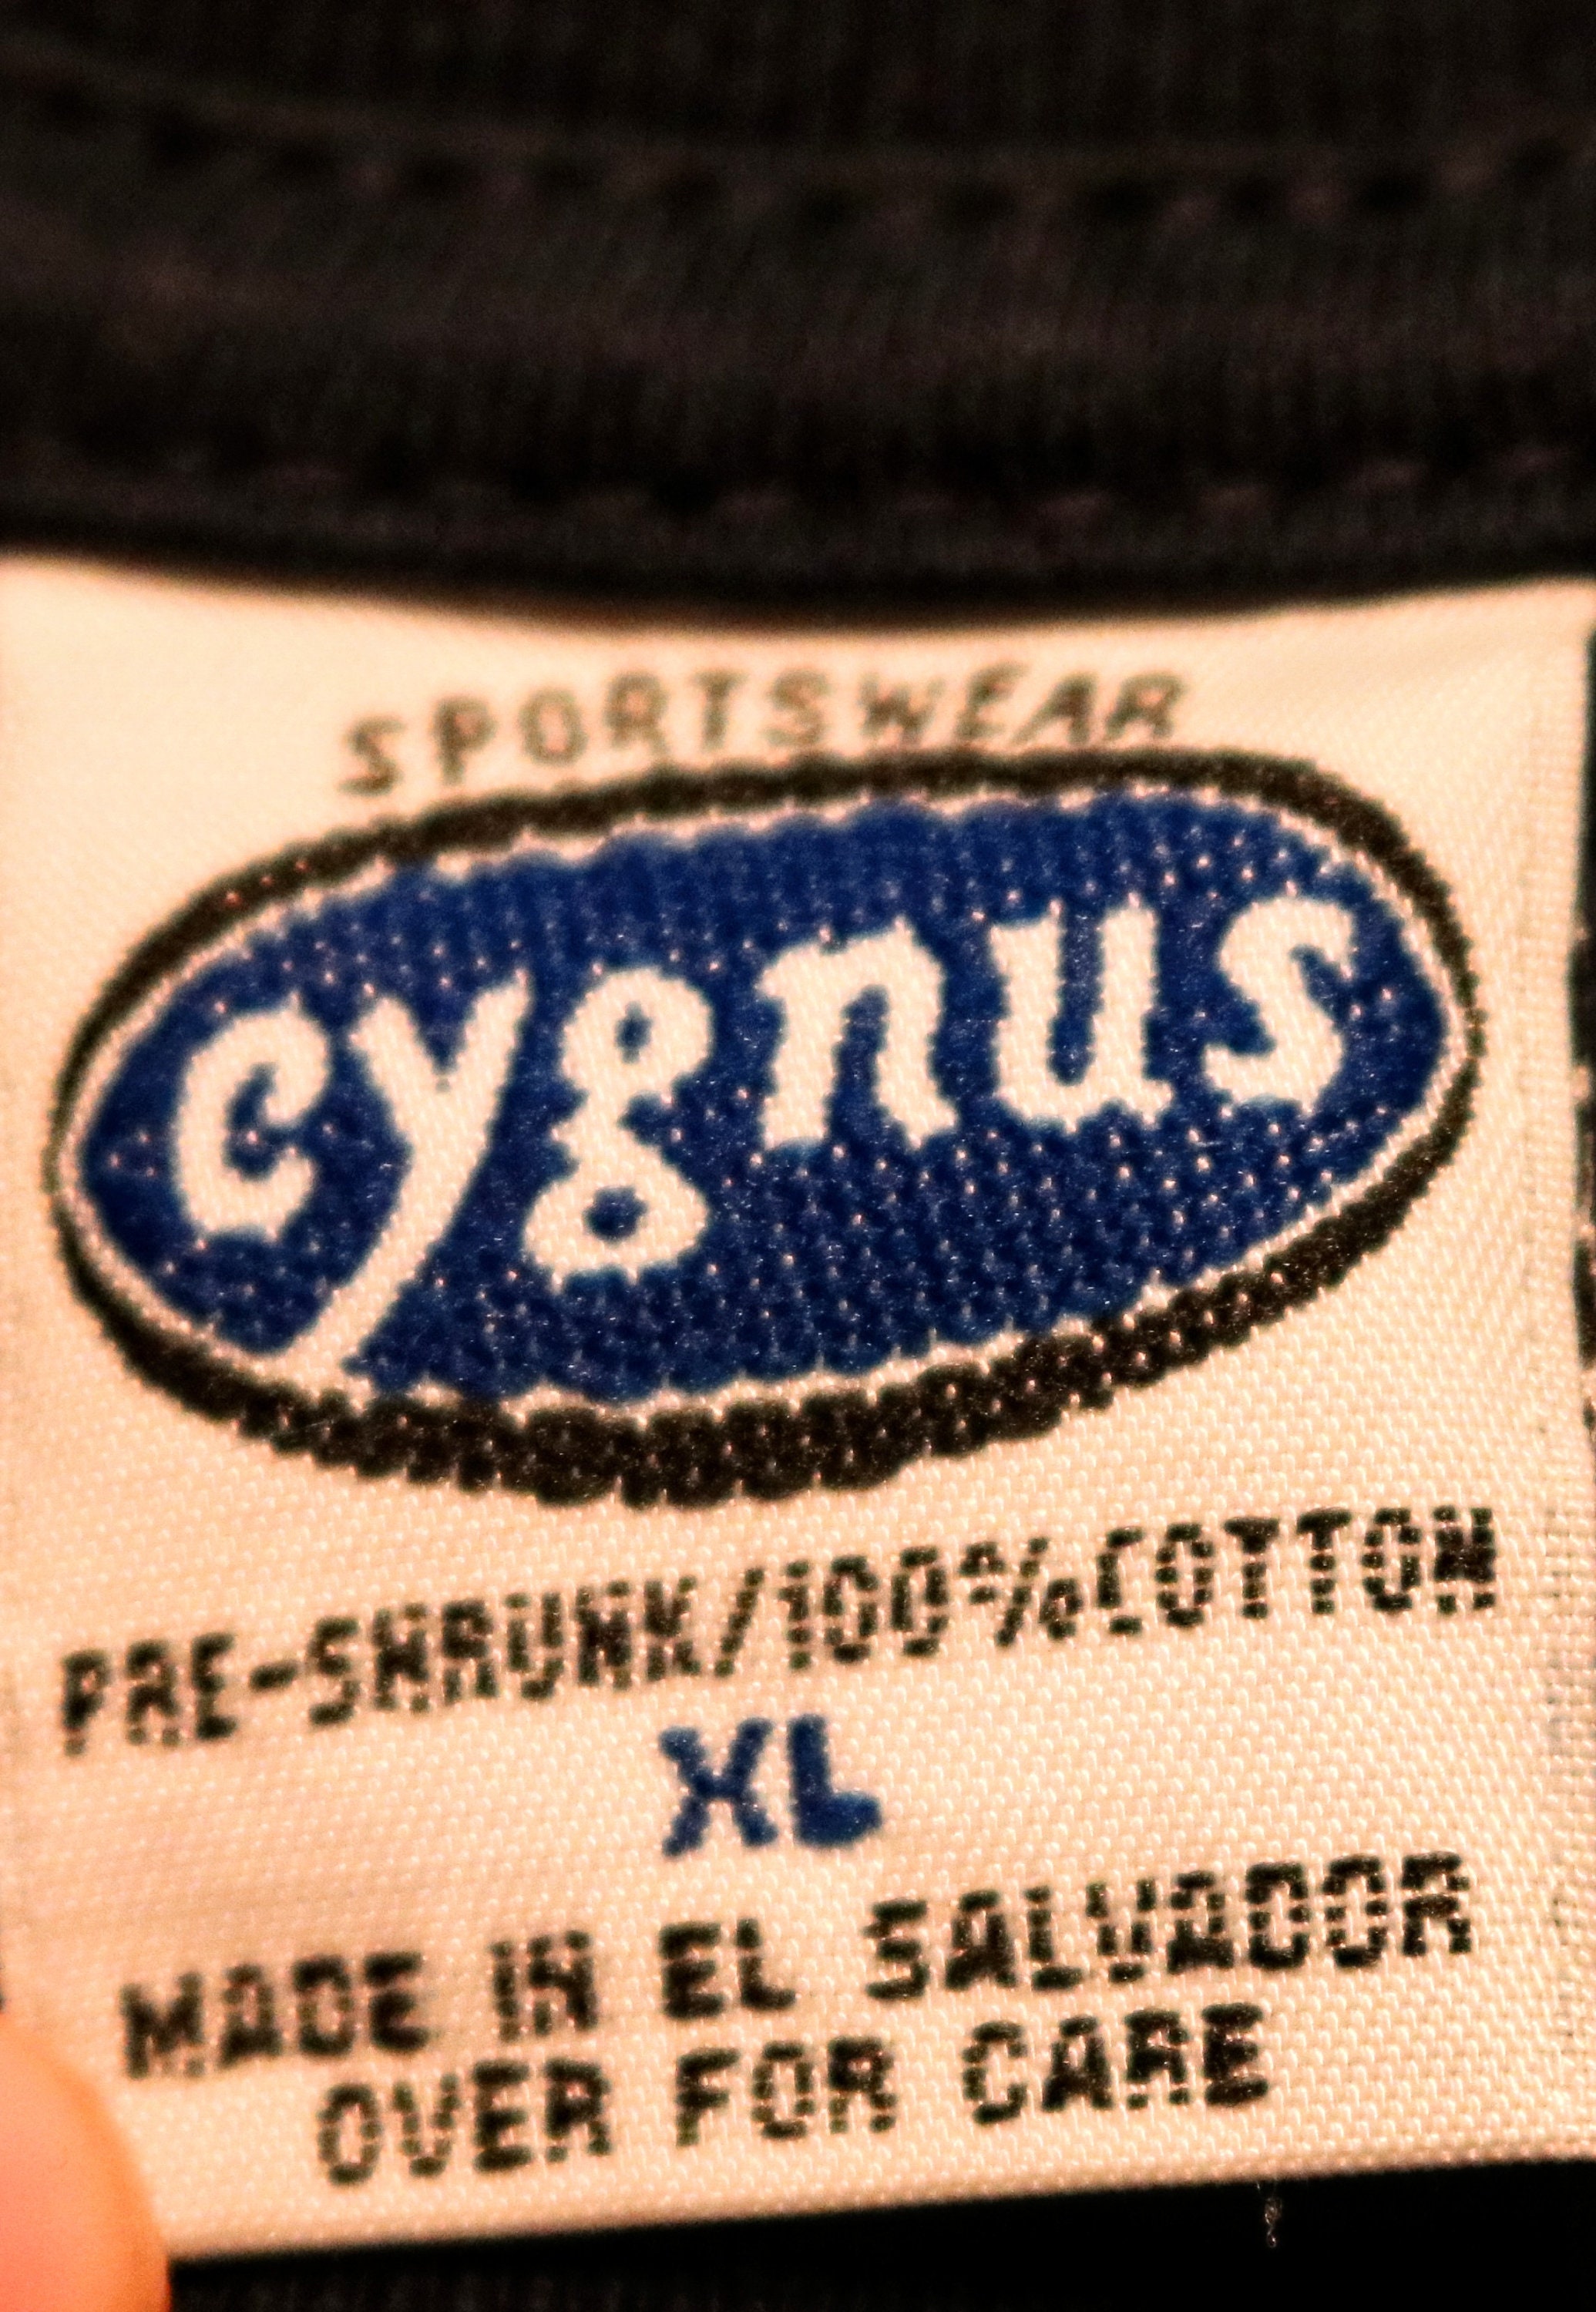 SPORTSWEAR
cygnus
PRE-SHRUNK/100%COTTON
XL
MADE IN EL SALVADOR
OVER FOR CARE